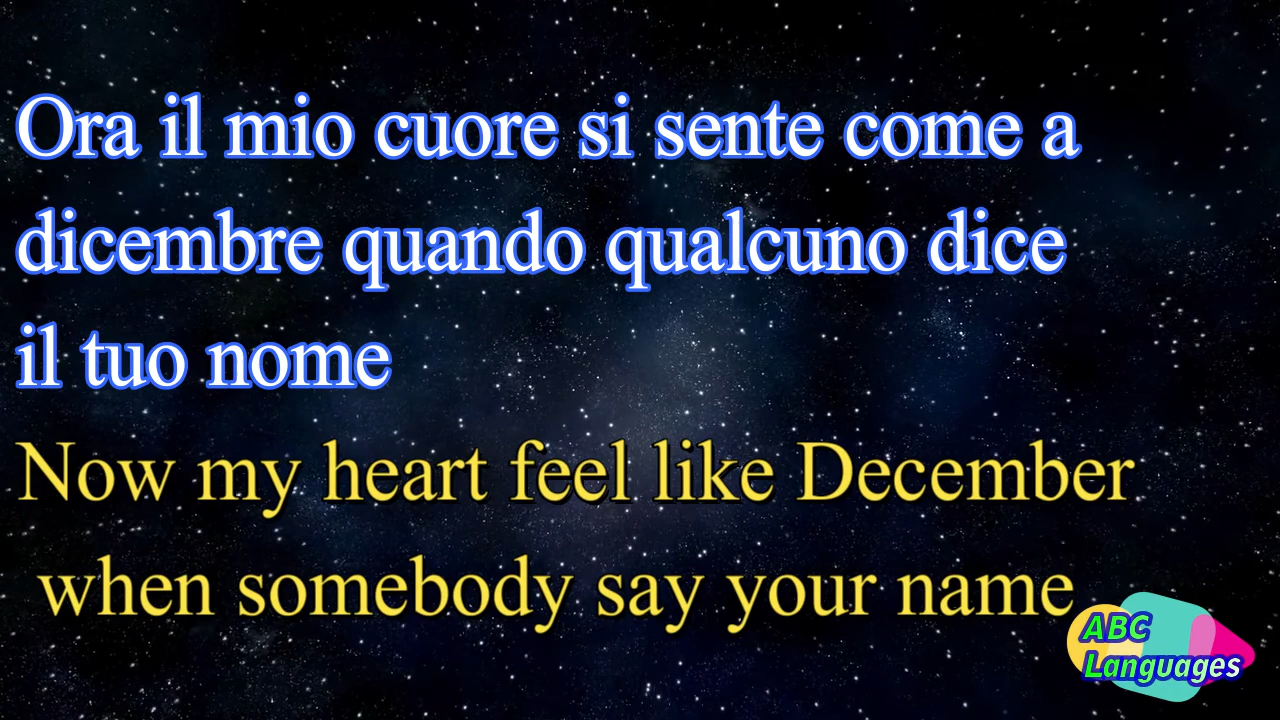 Ora il mio cuore si sente come a
dicembre quando qualcuno dice
il tuo nome
Now my heart feel like December
when somebody say your name
ABC
Languages